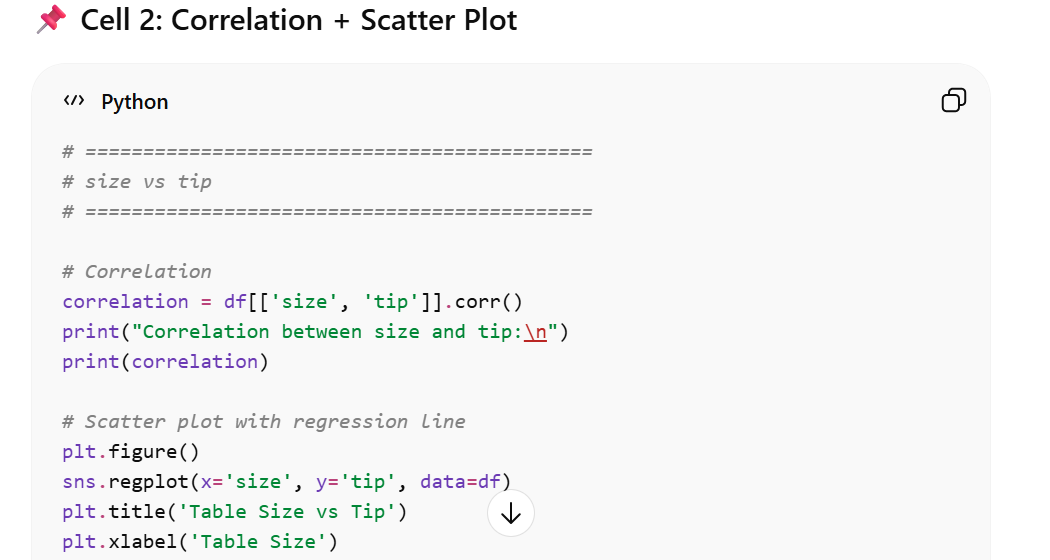 📌 Cell 2: Correlation + Scatter Plot
</> Python
# ============================================
# size vs tip
# ============================================
# Correlation
correlation = df[['size', 'tip']].corr()
print("Correlation between size and tip:\n")
print(correlation)
# Scatter plot with regression line
plt.figure()
sns.regplot(x='size', y='tip', data=df)
plt.title('Table Size vs Tip')
plt.xlabel('Table Size')